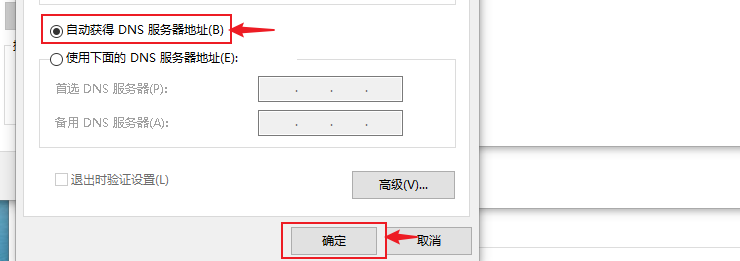 自动获得 DNS 服务器地址(B)
使用下面的 DNS 服务器地址(E):
首选 DNS 服务器(P):
备用 DNS 服务器(A):
退出时验证设置(L)
高级(V)...
确定
取消